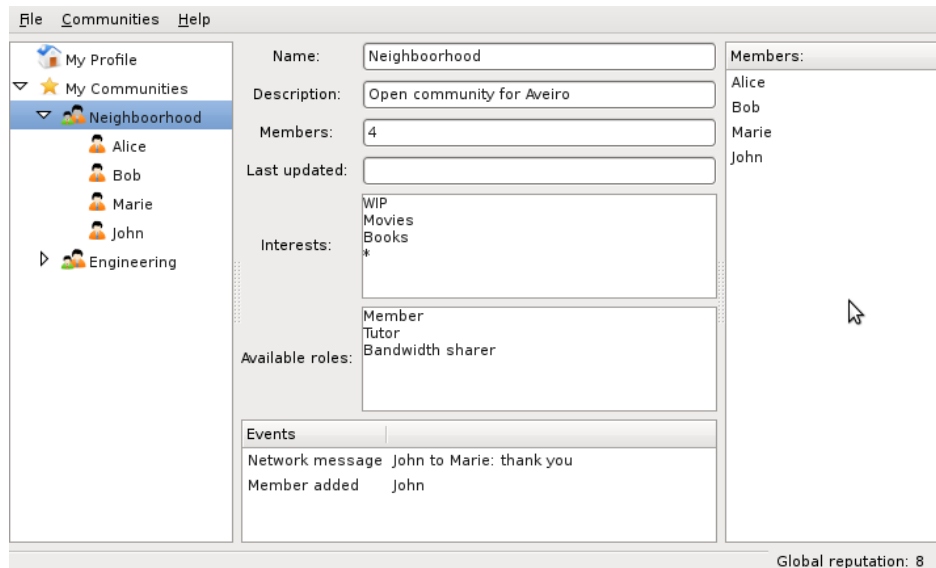 File Communities Help
My Profile
My Communities
Neighboorhood
Alice
Bob
Marie
John
Engineering
Name: Neighboorhood
Description: Open community for Aveiro
Members: 4
Last updated:
Interests:
WIP
Movies
Books
*
Available roles:
Member
Tutor
Bandwidth sharer
Events
Network message John to Marie: thank you
Member added John
Members:
Alice
Bob
Marie
John
Global reputation: 8